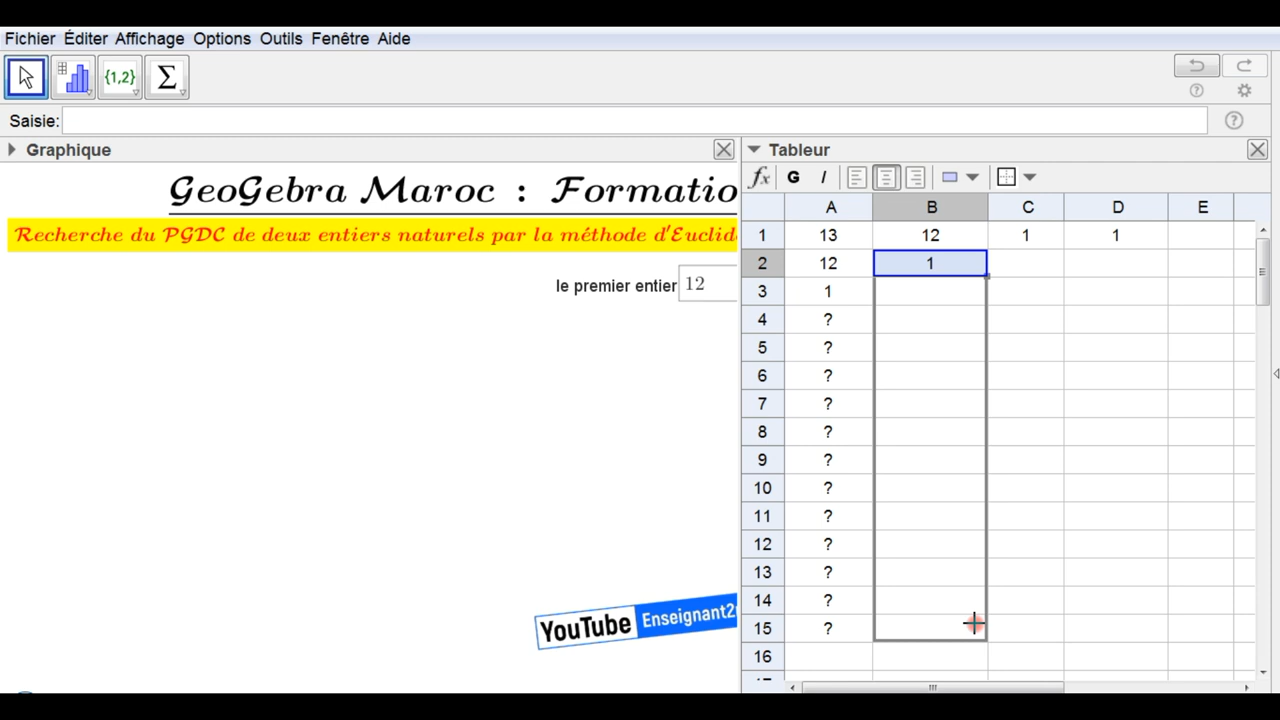 Fichier Éditer Affichage Options Outils Fenêtre Aide
{1,2} Σ
Saisie:
Graphique
Tableur
GeoGebra Maroc : Formatio
Recherche du PGDC de deux entiers naturels par la méthode d'Euclid
le premier entier 12
YouTube Enseignant2
fx G I
A B C D E
1 13 12 1 1
2 12 1
3 1
4 ?
5 ?
6 ?
7 ?
8 ?
9 ?
10 ?
11 ?
12 ?
13 ?
14 ?
15 ?
16